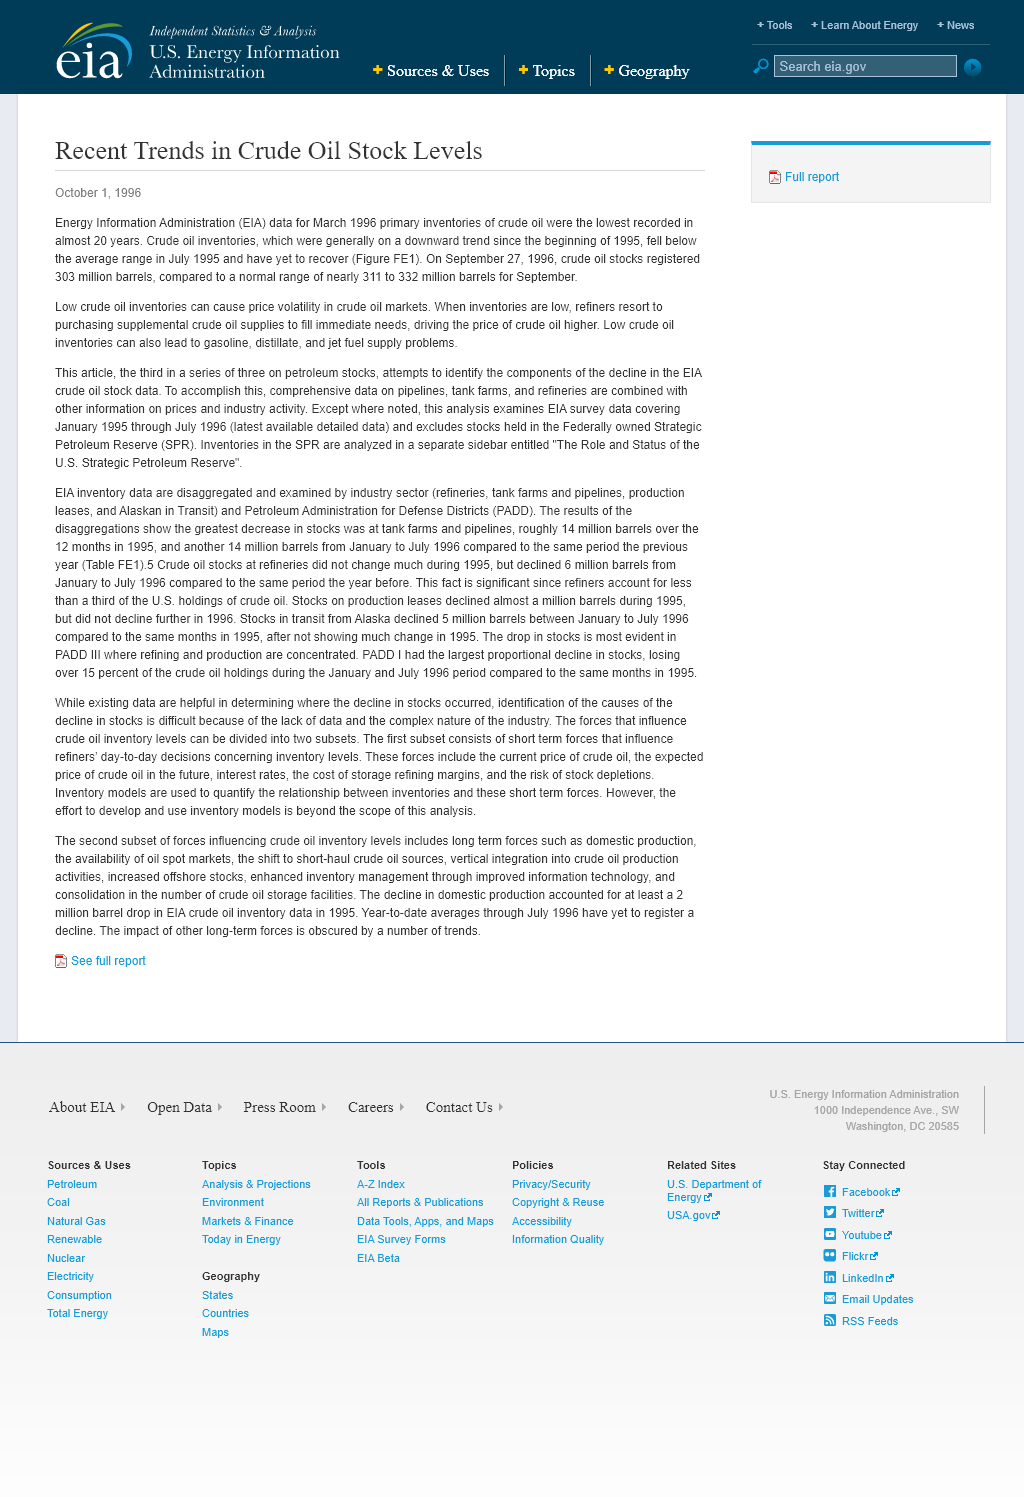 eia
Independent Statistics & Analysis
U.S. Energy Information
Administration
Sources & Uses
Topics
Geography
Tools
Learn About Energy
News
Search eia.gov
Recent Trends in Crude Oil Stock Levels
October 1, 1996
Energy Information Administration (EIA) data for March 1996 primary inventories of crude oil were the lowest recorded in
almost 20 years. Crude oil inventories, which were generally on a downward trend since the beginning of 1995, fell below
the average range in July 1995 and have yet to recover (Figure FE1). On September 27, 1996, crude oil stocks registered
303 million barrels, compared to a normal range of nearly 311 to 332 million barrels for September.
Low crude oil inventories can cause price volatility in crude oil markets. When inventories are low, refiners resort to
purchasing supplemental crude oil supplies to fill immediate needs, driving the price of crude oil higher. Low crude oil
inventories can also lead to gasoline, distillate, and jet fuel supply problems.
This article, the third in a series of three on petroleum stocks, attempts to identify the components of the decline in the EIA
crude oil stock data. To accomplish this, comprehensive data on pipelines, tank farms, and refineries are combined with
other information on prices and industry activity. Except where noted, this analysis examines EIA survey data covering
January 1995 through July 1996 (latest available detailed data) and excludes stocks held in the Federally owned Strategic
Petroleum Reserve (SPR). Inventories in the SPR are analyzed in a separate sidebar entitled "The Role and Status of the
U.S. Strategic Petroleum Reserve".
EIA inventory data are disaggregated and examined by industry sector (refineries, tank farms and pipelines, production
leases, and Alaskan in Transit) and Petroleum Administration for Defense Districts (PADD). The results of the
disaggregations show the greatest decrease in stocks was at tank farms and pipelines, roughly 14 million barrels over the
12 months in 1995, and another 14 million barrels from January to July 1996 compared to the same period the previous
year (Table FE1).5 Crude oil stocks at refineries did not change much during 1995, but declined 6 million barrels from
January to July 1996 compared to the same period the year before. This fact is significant since refiners account for less
than a third of the U.S. holdings of crude oil. Stocks on production leases declined almost a million barrels during 1995,
but did not decline further in 1996. Stocks in transit from Alaska declined 5 million barrels between January to July 1996
compared to the same months in 1995, after not showing much change in 1995. The drop in stocks is most evident in
PADD III where refining and production are concentrated. PADD I had the largest proportional decline in stocks, losing
over 15 percent of the crude oil holdings during the January and July 1996 period compared to the same months in 1995.
While existing data are helpful in determining where the decline in stocks occurred, identification of the causes of the
decline in stocks is difficult because of the lack of data and the complex nature of the industry. The forces that influence
crude oil inventory levels can be divided into two subsets. The first subset consists of short term forces that influence
refiners' day-to-day decisions concerning inventory levels. These forces include the current price of crude oil, the expected
price of crude oil in the future, interest rates, the cost of storage refining margins, and the risk of stock depletions.
Inventory models are used to quantify the relationship between inventories and these short term forces. However, the
effort to develop and use inventory models is beyond the scope of this analysis.
The second subset of forces influencing crude oil inventory levels includes long term forces such as domestic production,
the availability of oil spot markets, the shift to short-haul crude oil sources, vertical integration into crude oil production
activities, increased offshore stocks, enhanced inventory management through improved information technology, and
consolidation in the number of crude oil storage facilities. The decline in domestic production accounted for at least a 2
million barrel drop in EIA crude oil inventory data in 1995. Year-to-date averages through July 1996 have yet to register a
decline. The impact of other long-term forces is obscured by a number of trends.
See full report
Full report
About EIA
Open Data
Press Room
Careers
Contact Us
U.S. Energy Information Administration
1000 Independence Ave., SW
Washington, DC 20585
Sources & Uses
Petroleum
Coal
Natural Gas
Renewable
Nuclear
Electricity
Consumption
Total Energy
Topics
Analysis & Projections
Environment
Markets & Finance
Today in Energy
Geography
States
Countries
Maps
Tools
A-Z Index
All Reports & Publications
Data Tools, Apps, and Maps
EIA Survey Forms
EIA Beta
Policies
Privacy/Security
Copyright & Reuse
Accessibility
Information Quality
Related Sites
U.S. Department of
Energy
USA.gov
Stay Connected
Facebook
Twitter
Youtube
Flickr
LinkedIn
Email Updates
RSS Feeds